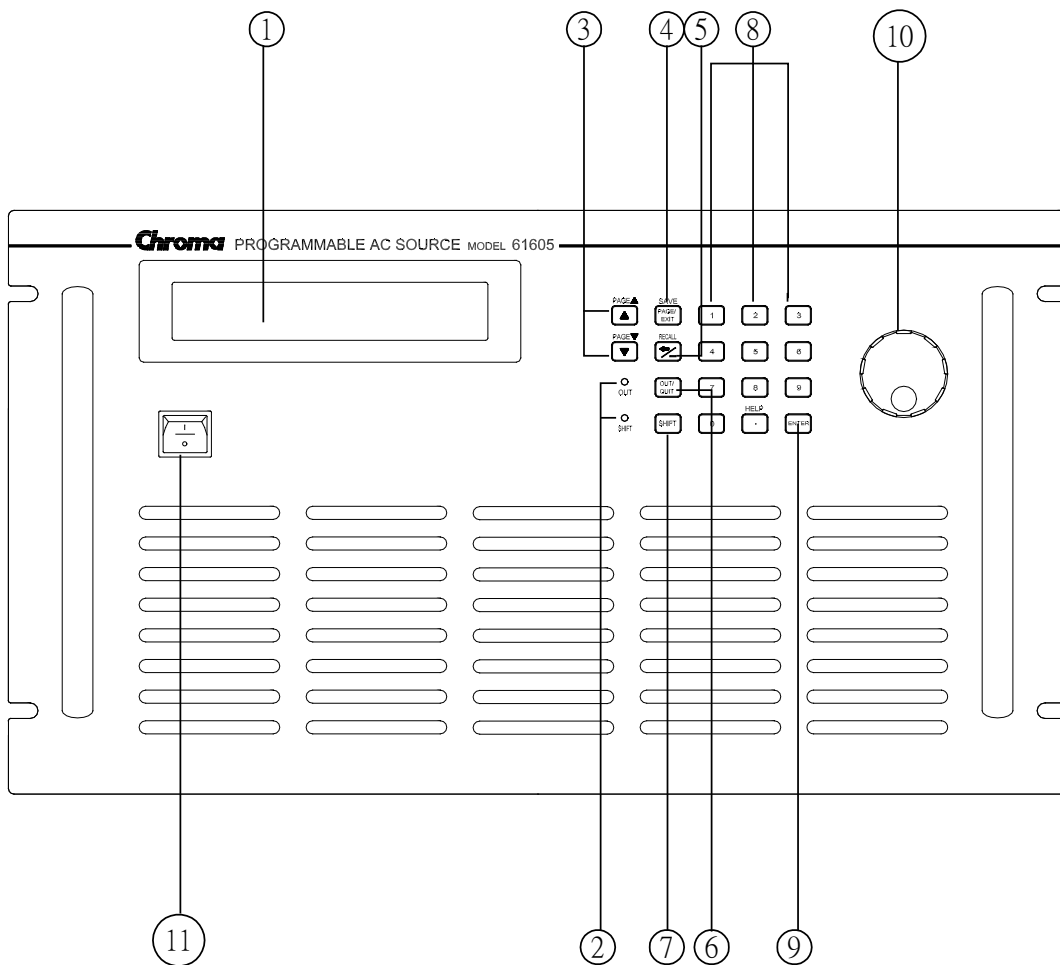 1 3 4 5 8 10
Chroma PROGRAMMABLE AC SOURCE MODEL 61605
PAGE▲ SAVE
▲ PAGE/EXIT 1 2 3
PAGE▼ RECALL
▼ 4 5 6
OUT OUT/QUIT 7 8 9
HELP
SHIFT SHIFT 0 . ENTER
I
O
11 2 7 6 9